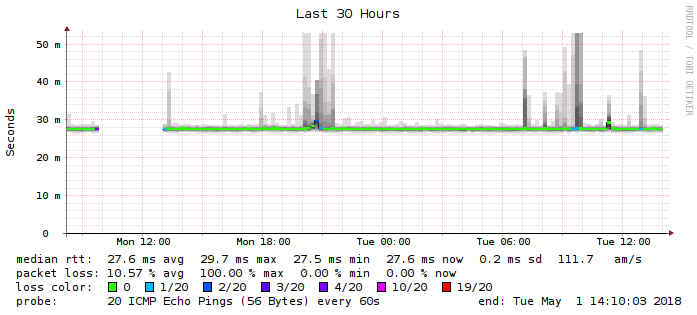 Last 30 Hours
RRDTOOL / TOBI OETIKER
Seconds
50 m
40 m
30 m
20 m
10 m
0
Mon 12:00 Mon 18:00 Tue 00:00 Tue 06:00 Tue 12:00
median rtt: 27.6 ms avg 29.7 ms max 27.5 ms min 27.6 ms now 0.2 ms sd 111.7 am/s
packet loss: 10.57 % avg 100.00 % max 0.00 % min 0.00 % now
loss color: 0 1/20 2/20 3/20 4/20 10/20 19/20
probe: 20 ICMP Echo Pings (56 Bytes) every 60s end: Tue May 1 14:10:03 2018